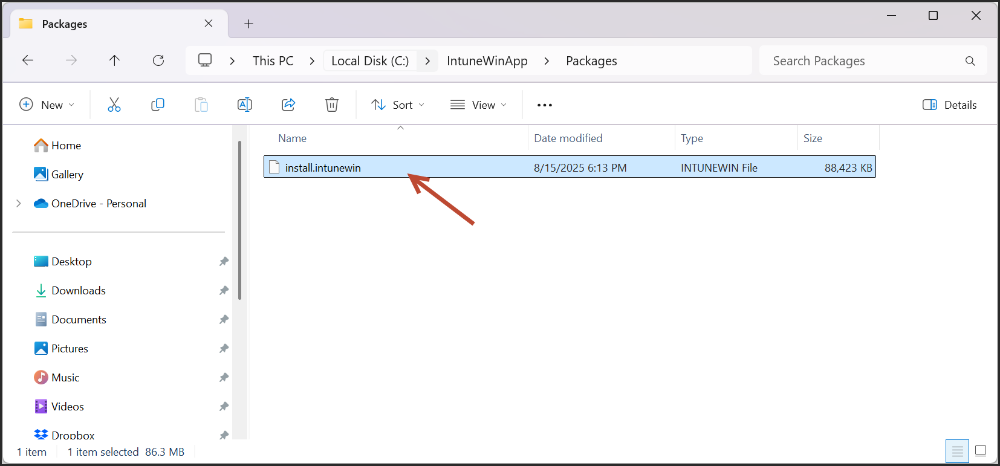 Packages
This PC > Local Disk (C:) > IntuneWinApp > Packages
Search Packages
New
Sort
View
Details
Name Date modified Type Size
install.intunewin 8/15/2025 6:13 PM INTUNEWIN File 88,423 KB
Home
Gallery
OneDrive - Personal
Desktop
Downloads
Documents
Pictures
Music
Videos
Dropbox
1 item 1 item selected 86.3 MB